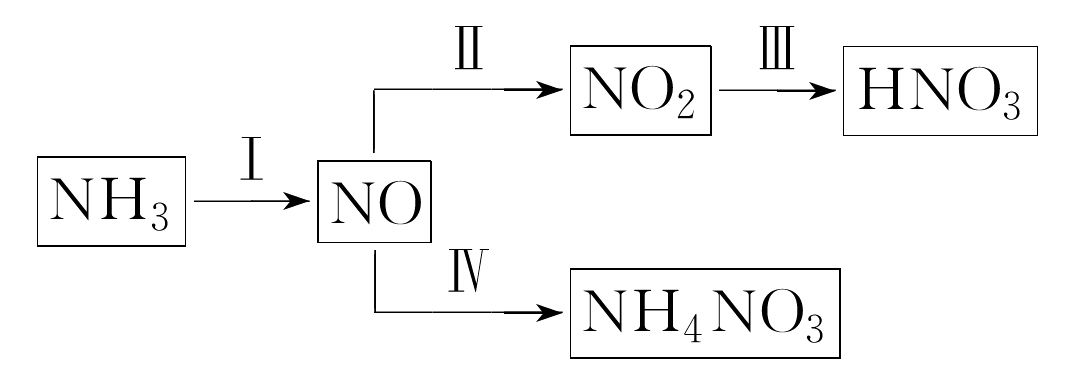 Ⅱ
Ⅲ
NO₂
HNO₃
Ⅰ
NH₃
NO
Ⅳ
NH₄NO₃